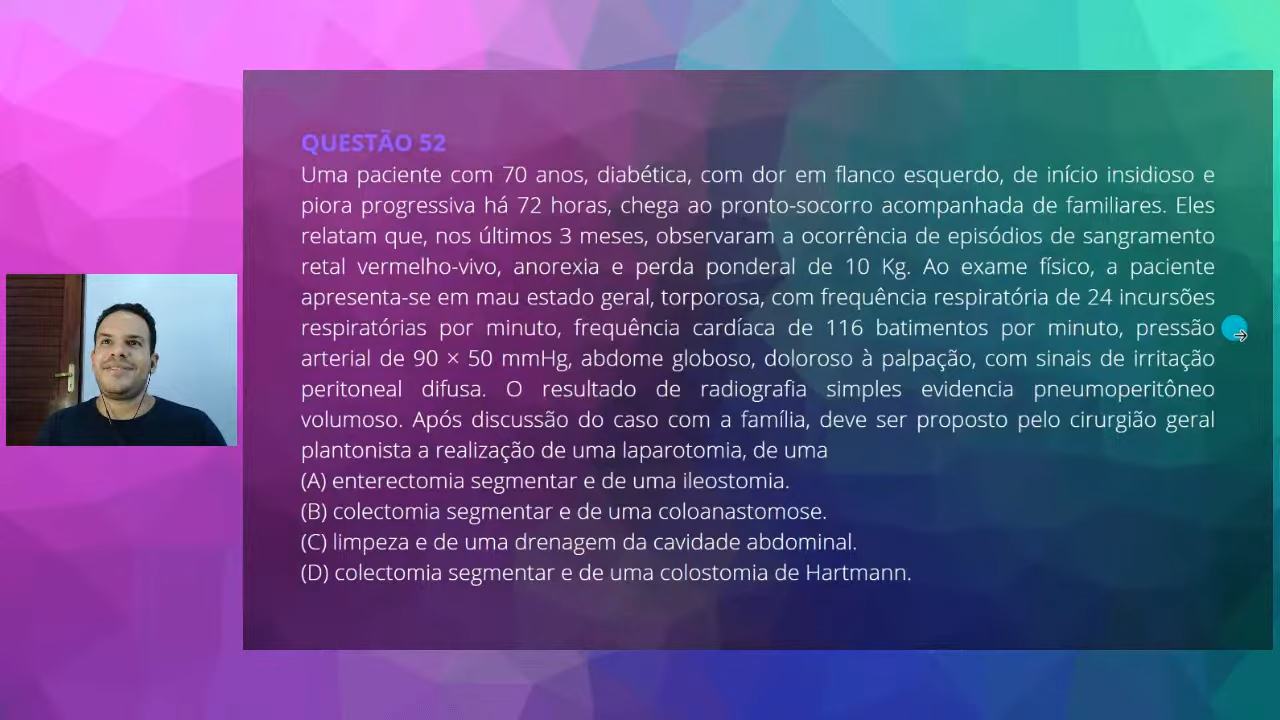 QUESTÃO 52
Uma paciente com 70 anos, diabética, com dor em flanco esquerdo, de início insidioso e
piora progressiva há 72 horas, chega ao pronto-socorro acompanhada de familiares. Eles
relatam que, nos últimos 3 meses, observaram a ocorrência de episódios de sangramento
retal vermelho-vivo, anorexia e perda ponderal de 10 Kg. Ao exame físico, a paciente
apresenta-se em mau estado geral, torporosa, com frequência respiratória de 24 incursões
respiratórias por minuto, frequência cardíaca de 116 batimentos por minuto, pressão
arterial de 90 × 50 mmHg, abdome globoso, doloroso à palpação, com sinais de irritação
peritoneal difusa. O resultado de radiografia simples evidencia pneumoperitôneo
volumoso. Após discussão do caso com a família, deve ser proposto pelo cirurgião geral
plantonista a realização de uma laparotomia, de uma
(A) enterectomia segmentar e de uma ileostomia.
(B) colectomia segmentar e de uma coloanastomose.
(C) limpeza e de uma drenagem da cavidade abdominal.
(D) colectomia segmentar e de uma colostomia de Hartmann.